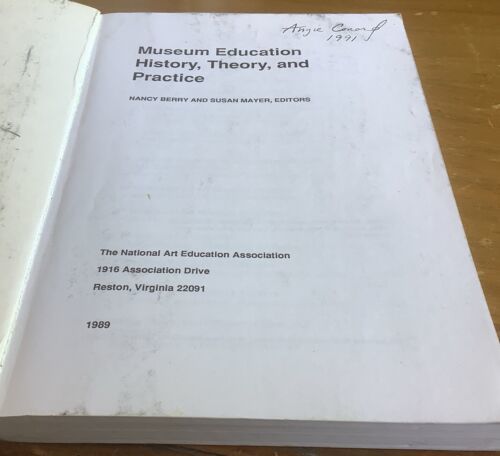 Angie Conord
1991
Museum Education
History, Theory, and
Practice
NANCY BERRY AND SUSAN MAYER, EDITORS
The National Art Education Association
1916 Association Drive
Reston, Virginia 22091
1989